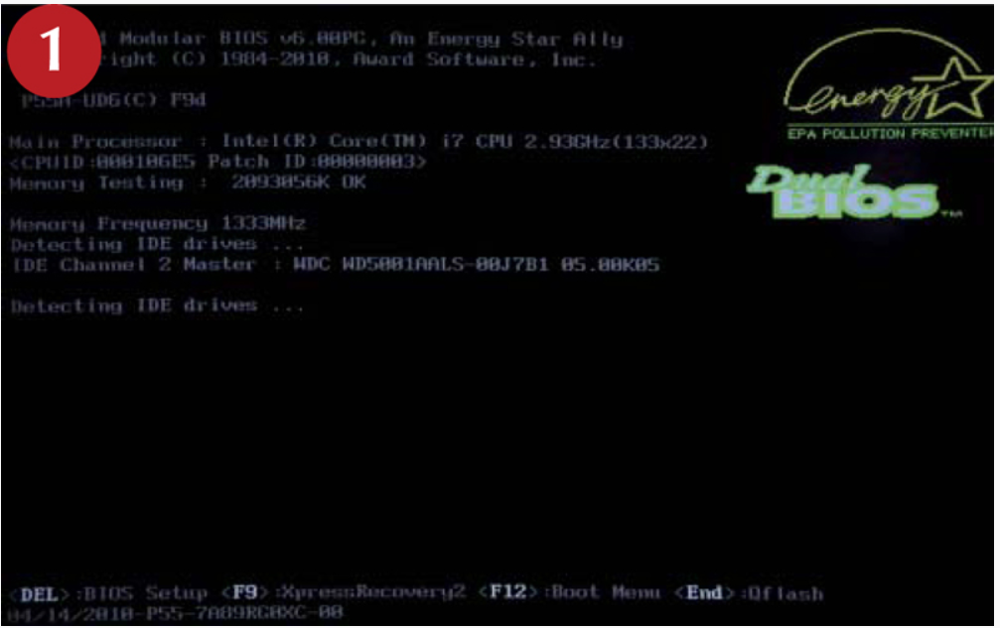 1
Modular BIOS v6.00PG, An Energy Star Ally
right (C) 1984-2010, Award Software, Inc.
energy
EPA POLLUTION PREVENTER
P55A-UD6(C) F9d
Main Processor : Intel(R) Core(TM) i7 CPU 2.93GHz(133x22)
<CPUID:000106E5 Patch ID:00000003>
Memory Testing : 2093056K OK
Dual
BIOS TM
Memory Frequency 1333MHz
Detecting IDE drives ...
IDE Channel 2 Master : WDC WD5001AALS-00J7B1 05.00K05
Detecting IDE drives ...
<DEL>:BIOS Setup <F9>:XpressRecovery2 <F12>:Boot Menu <End>:Qflash
04/14/2010-P55-7A89RG0XC-00